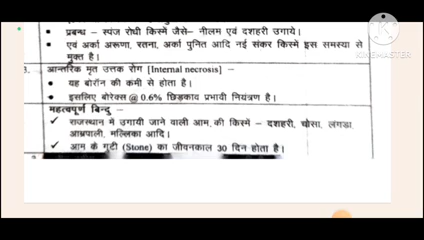 • प्रबन्ध – स्पंज रोधी किस्में जैसे- नीलम एवं दशहरी उगाये।
• एवं अर्का अरूणा, रतना, अर्का पुनित आदि नई संकर किस्में इस समस्या से
मुक्त है।
3. आन्तरिक मृत उत्तक रोग [Internal necrosis] –
• यह बोरॉन की कमी से होता है।
• इसलिए बोरेक्स @ 0.6% छिड़काव प्रभावी नियंत्रण है।
महत्वपूर्ण बिन्दु –
✓ राजस्थान में उगायी जाने वाली आम की किस्में – दशहरी, चोसा, लगडा,
आम्रपाली, मल्लिका आदि।
✓ आम के गुटी (Stone) का जीवनकाल 30 दिन होता है।
KINEMASTER